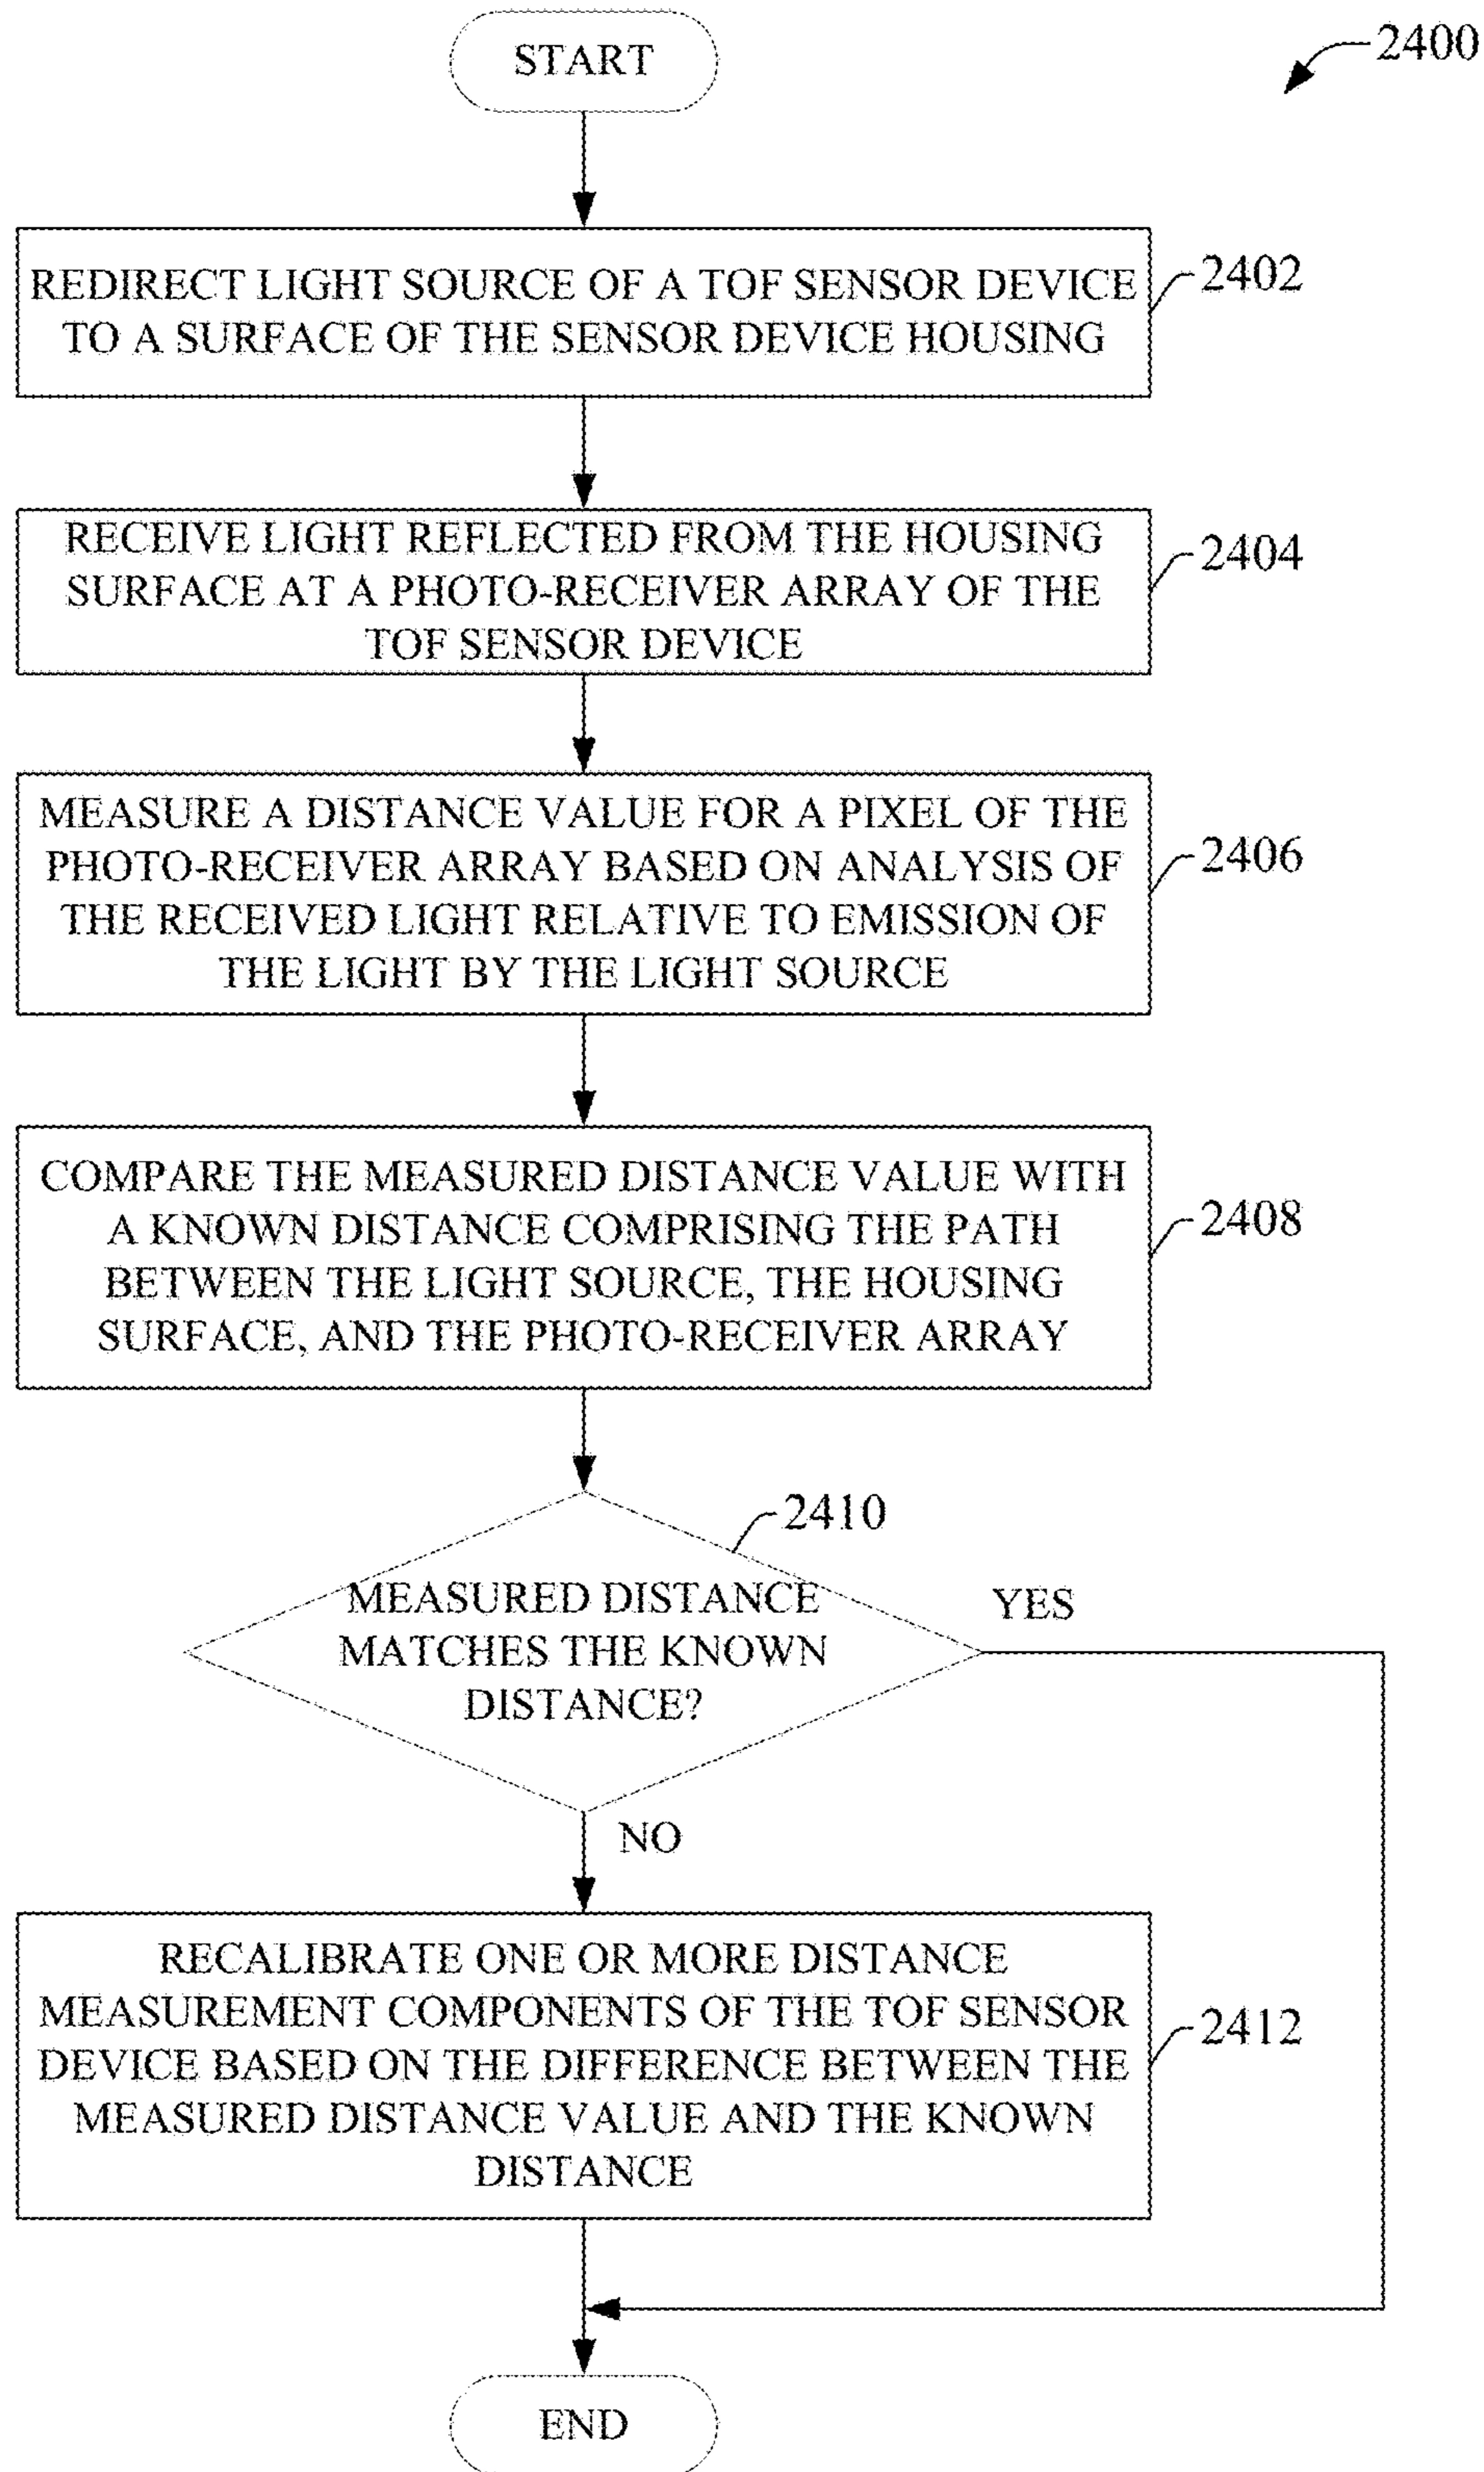 START
2400
REDIRECT LIGHT SOURCE OF A TOF SENSOR DEVICE
TO A SURFACE OF THE SENSOR DEVICE HOUSING
2402
RECEIVE LIGHT REFLECTED FROM THE HOUSING
SURFACE AT A PHOTO-RECEIVER ARRAY OF THE
TOF SENSOR DEVICE
2404
MEASURE A DISTANCE VALUE FOR A PIXEL OF THE
PHOTO-RECEIVER ARRAY BASED ON ANALYSIS OF
THE RECEIVED LIGHT RELATIVE TO EMISSION OF
THE LIGHT BY THE LIGHT SOURCE
2406
COMPARE THE MEASURED DISTANCE VALUE WITH
A KNOWN DISTANCE COMPRISING THE PATH
BETWEEN THE LIGHT SOURCE, THE HOUSING
SURFACE, AND THE PHOTO-RECEIVER ARRAY
2408
2410
MEASURED DISTANCE
MATCHES THE KNOWN
DISTANCE?
YES
NO
RECALIBRATE ONE OR MORE DISTANCE
MEASUREMENT COMPONENTS OF THE TOF SENSOR
DEVICE BASED ON THE DIFFERENCE BETWEEN THE
MEASURED DISTANCE VALUE AND THE KNOWN
DISTANCE
2412
END